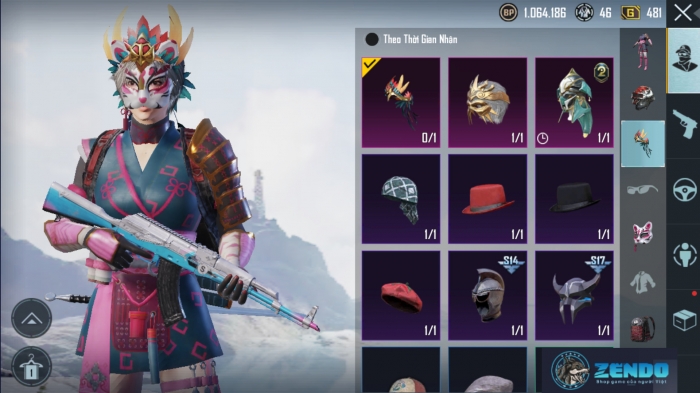 BP 1.064.186 46 G 481
Theo Thời Gian Nhận
2
0/1 1/1 1/1
1/1 1/1 1/1
S14 S17
1/1 1/1 1/1
1
ZENDO
Shop game của người Việt